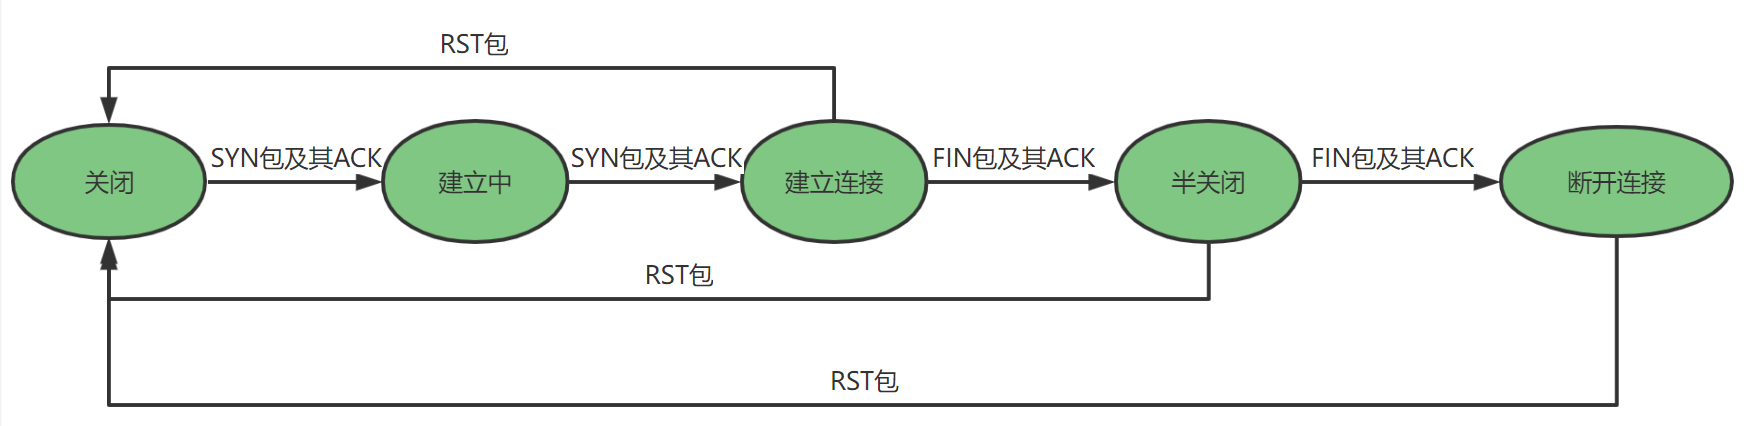 RST包
SYN包及其ACK
SYN包及其ACK
FIN包及其ACK
FIN包及其ACK
关闭
建立中
建立连接
半关闭
断开连接
RST包
RST包